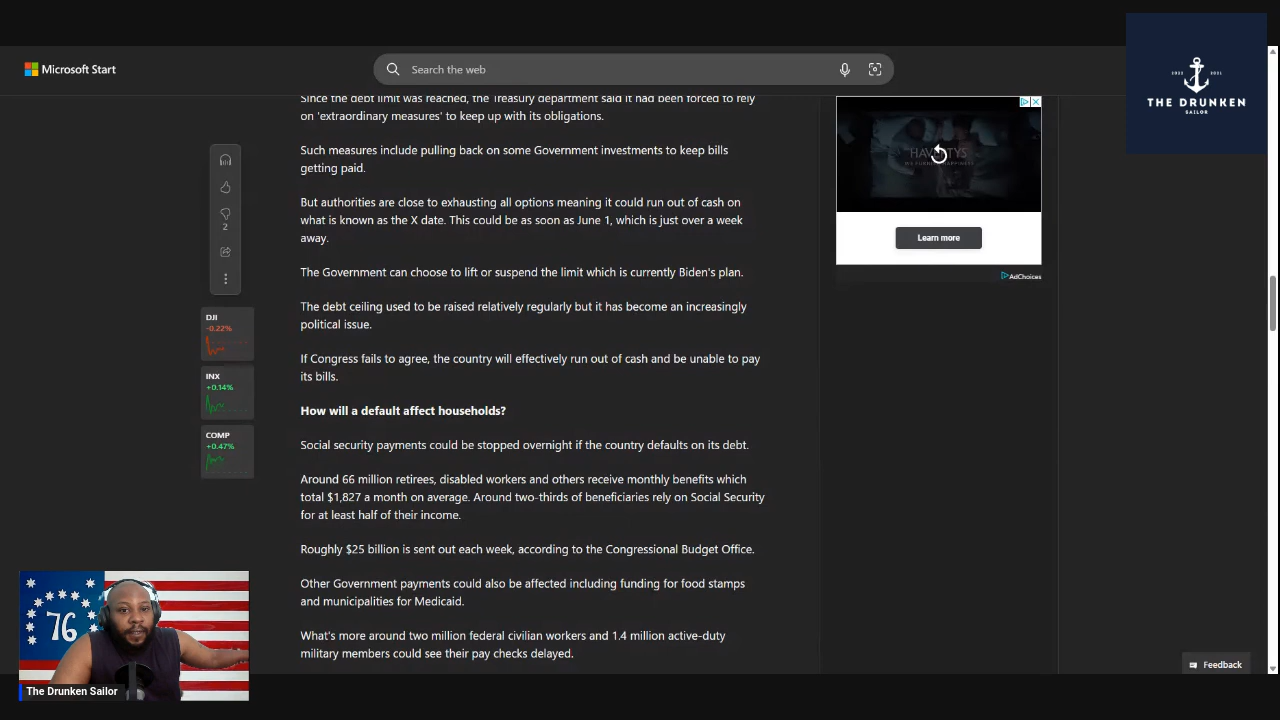 Microsoft Start
Search the web
THE DRUNKEN
SAILOR
Since the debt limit was reached, the Treasury department said it had been forced to rely
on 'extraordinary measures' to keep up with its obligations.
Such measures include pulling back on some Government investments to keep bills
getting paid.
But authorities are close to exhausting all options meaning it could run out of cash on
what is known as the X date. This could be as soon as June 1, which is just over a week
away.
The Government can choose to lift or suspend the limit which is currently Biden's plan.
The debt ceiling used to be raised relatively regularly but it has become an increasingly
political issue.
If Congress fails to agree, the country will effectively run out of cash and be unable to pay
its bills.
How will a default affect households?
Social security payments could be stopped overnight if the country defaults on its debt.
Around 66 million retirees, disabled workers and others receive monthly benefits which
total $1,827 a month on average. Around two-thirds of beneficiaries rely on Social Security
for at least half of their income.
Roughly $25 billion is sent out each week, according to the Congressional Budget Office.
Other Government payments could also be affected including funding for food stamps
and municipalities for Medicaid.
What's more around two million federal civilian workers and 1.4 million active-duty
military members could see their pay checks delayed.
2
DJI
-0.22%
INX
+0.14%
COMP
+0.47%
Learn more
AdChoices
76
The Drunken Sailor
Feedback